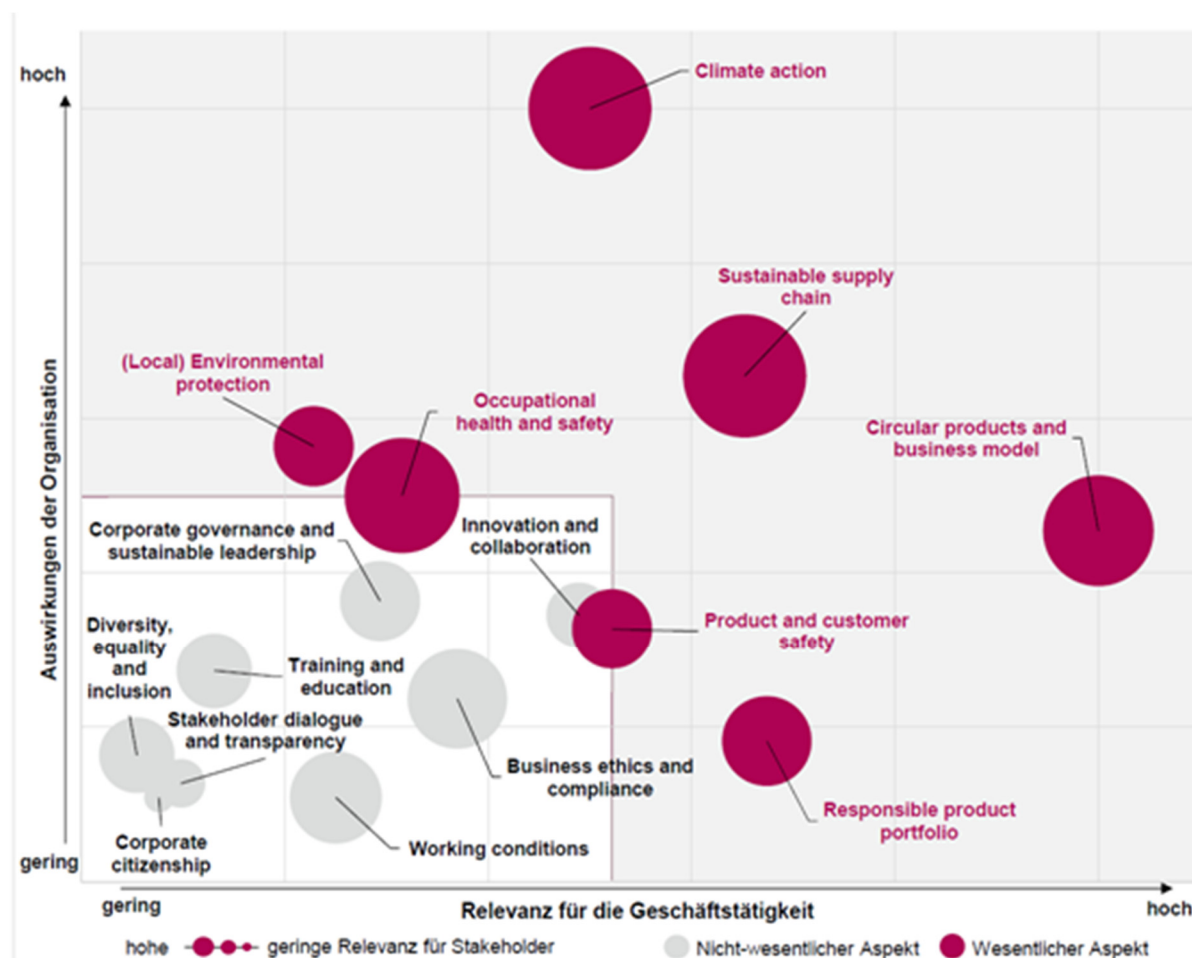 hoch
Climate action
Sustainable supply
chain
(Local) Environmental
protection
Occupational
health and safety
Circular products and
business model
Auswirkungen der Organisation
Corporate governance and
sustainable leadership
Innovation and
collaboration
Diversity,
equality
and
inclusion
Training and
education
Product and customer
safety
Stakeholder dialogue
and transparency
Business ethics and
compliance
Responsible product
portfolio
Corporate
citizenship
Working conditions
gering
gering
Relevanz für die Geschäftstätigkeit
hoch
hohe geringe Relevanz für Stakeholder
Nicht-wesentlicher Aspekt
Wesentlicher Aspekt